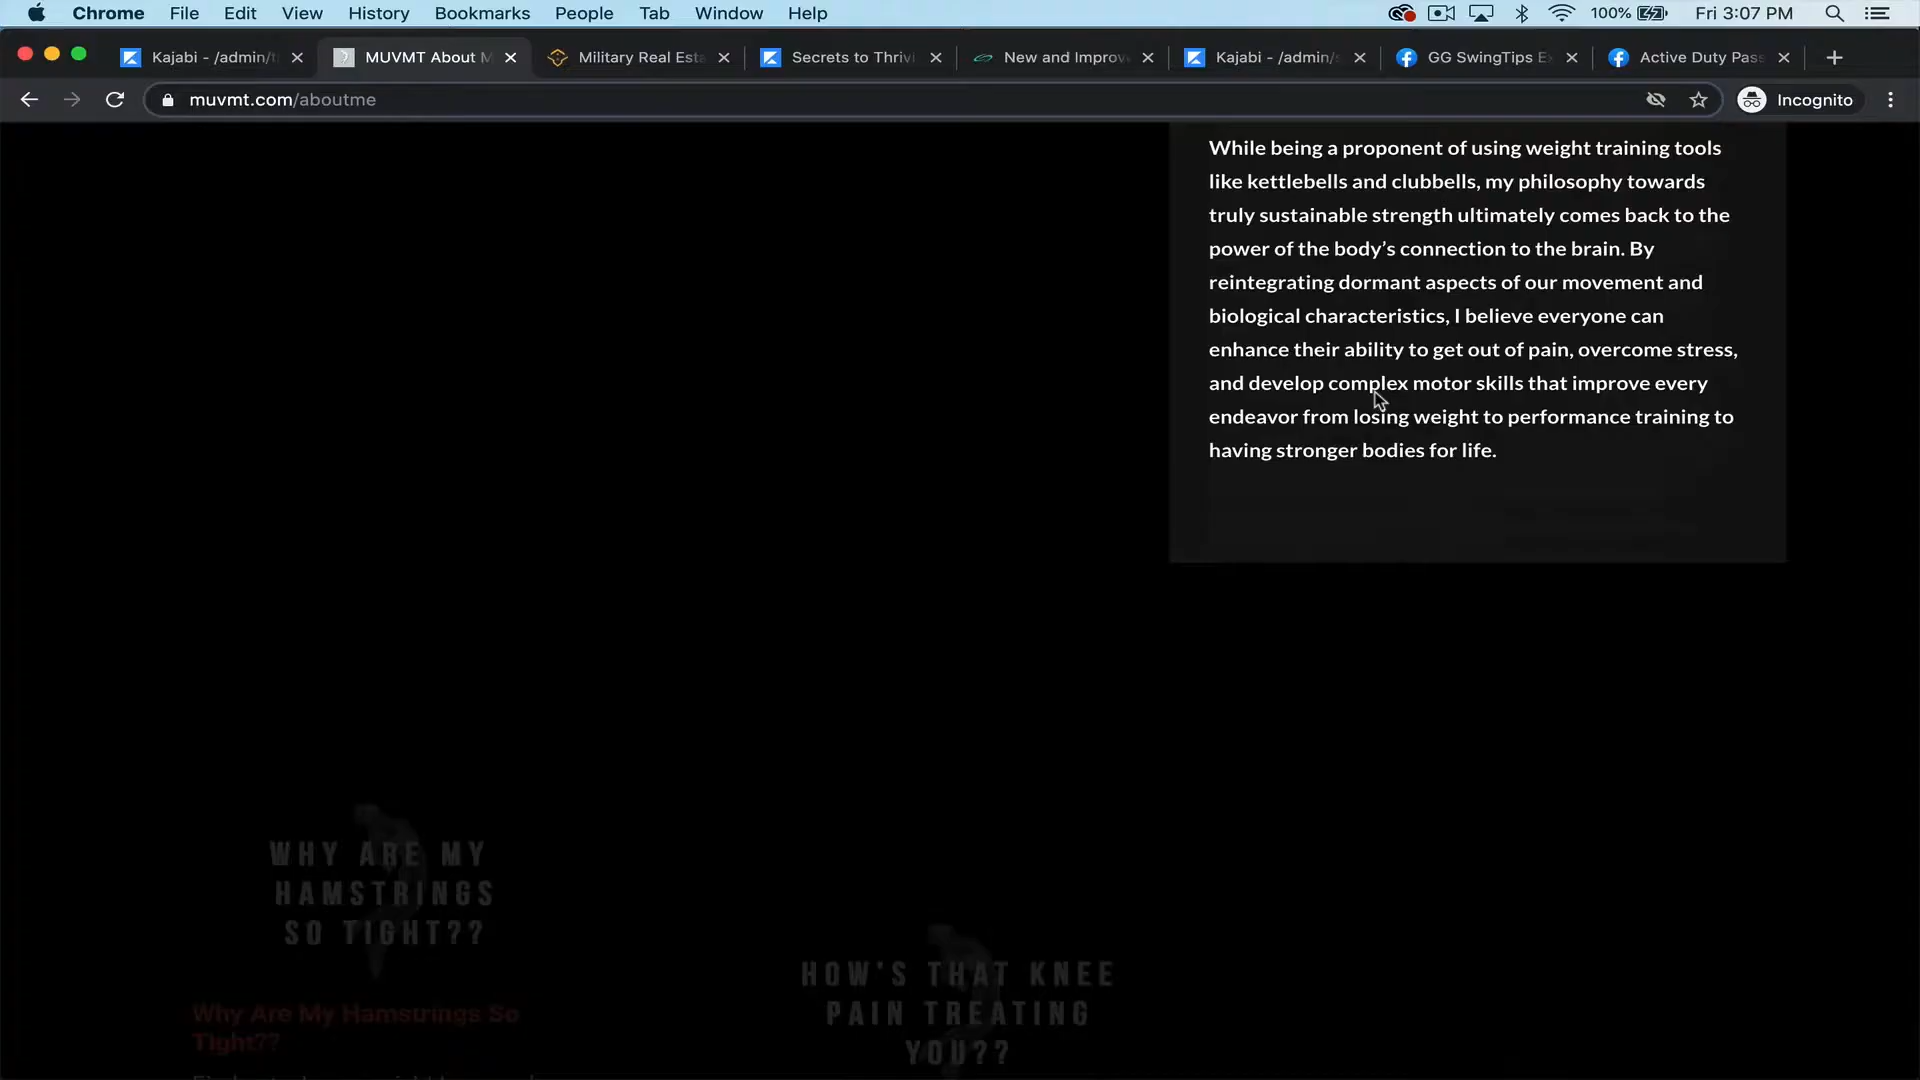 Chrome File Edit View History Bookmarks People Tab Window Help 100% Fri 3:07 PM
Kajabi - /admin/t MUVMT About M Military Real Esta Secrets to Thrivi New and Improv Kajabi - /admin/s GG SwingTips E Active Duty Pass
muvmt.com/aboutme Incognito
While being a proponent of using weight training tools
like kettlebells and clubbells, my philosophy towards
truly sustainable strength ultimately comes back to the
power of the body’s connection to the brain. By
reintegrating dormant aspects of our movement and
biological characteristics, I believe everyone can
enhance their ability to get out of pain, overcome stress,
and develop complex motor skills that improve every
endeavor from losing weight to performance training to
having stronger bodies for life.
WHY ARE MY
HAMSTRINGS
SO TIGHT??
Why Are My Hamstrings So
Tight??
HOW'S THAT KNEE
PAIN TREATING
YOU??